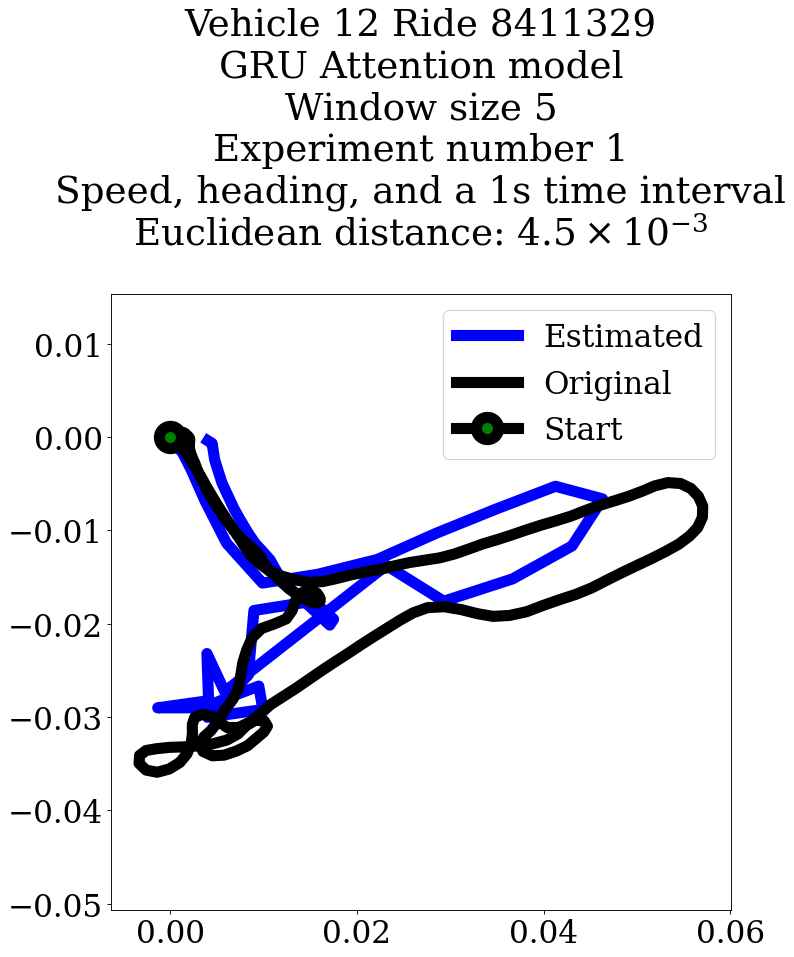 Vehicle 12 Ride 8411329
GRU Attention model
Window size 5
Experiment number 1
Speed, heading, and a 1s time interval
Euclidean distance: 4.5 × 10⁻³
Estimated
Original
Start
0.01
0.00
−0.01
−0.02
−0.03
−0.04
−0.05
0.00 0.02 0.04 0.06